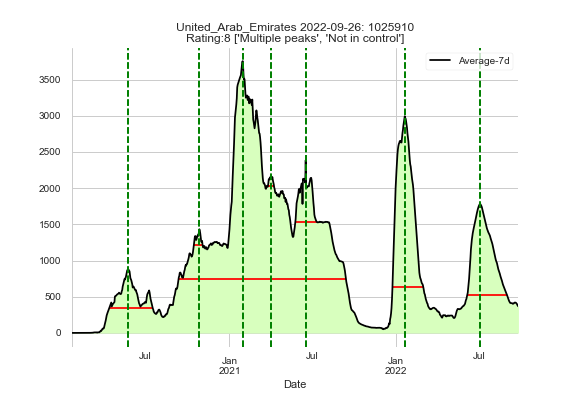 United_Arab_Emirates 2022-09-26: 1025910
Rating:8 ['Multiple peaks', 'Not in control']
Average-7d
3500
3000
2500
2000
1500
1000
500
0
Jul
Jan
2021
Jul
Jan
2022
Jul
Date